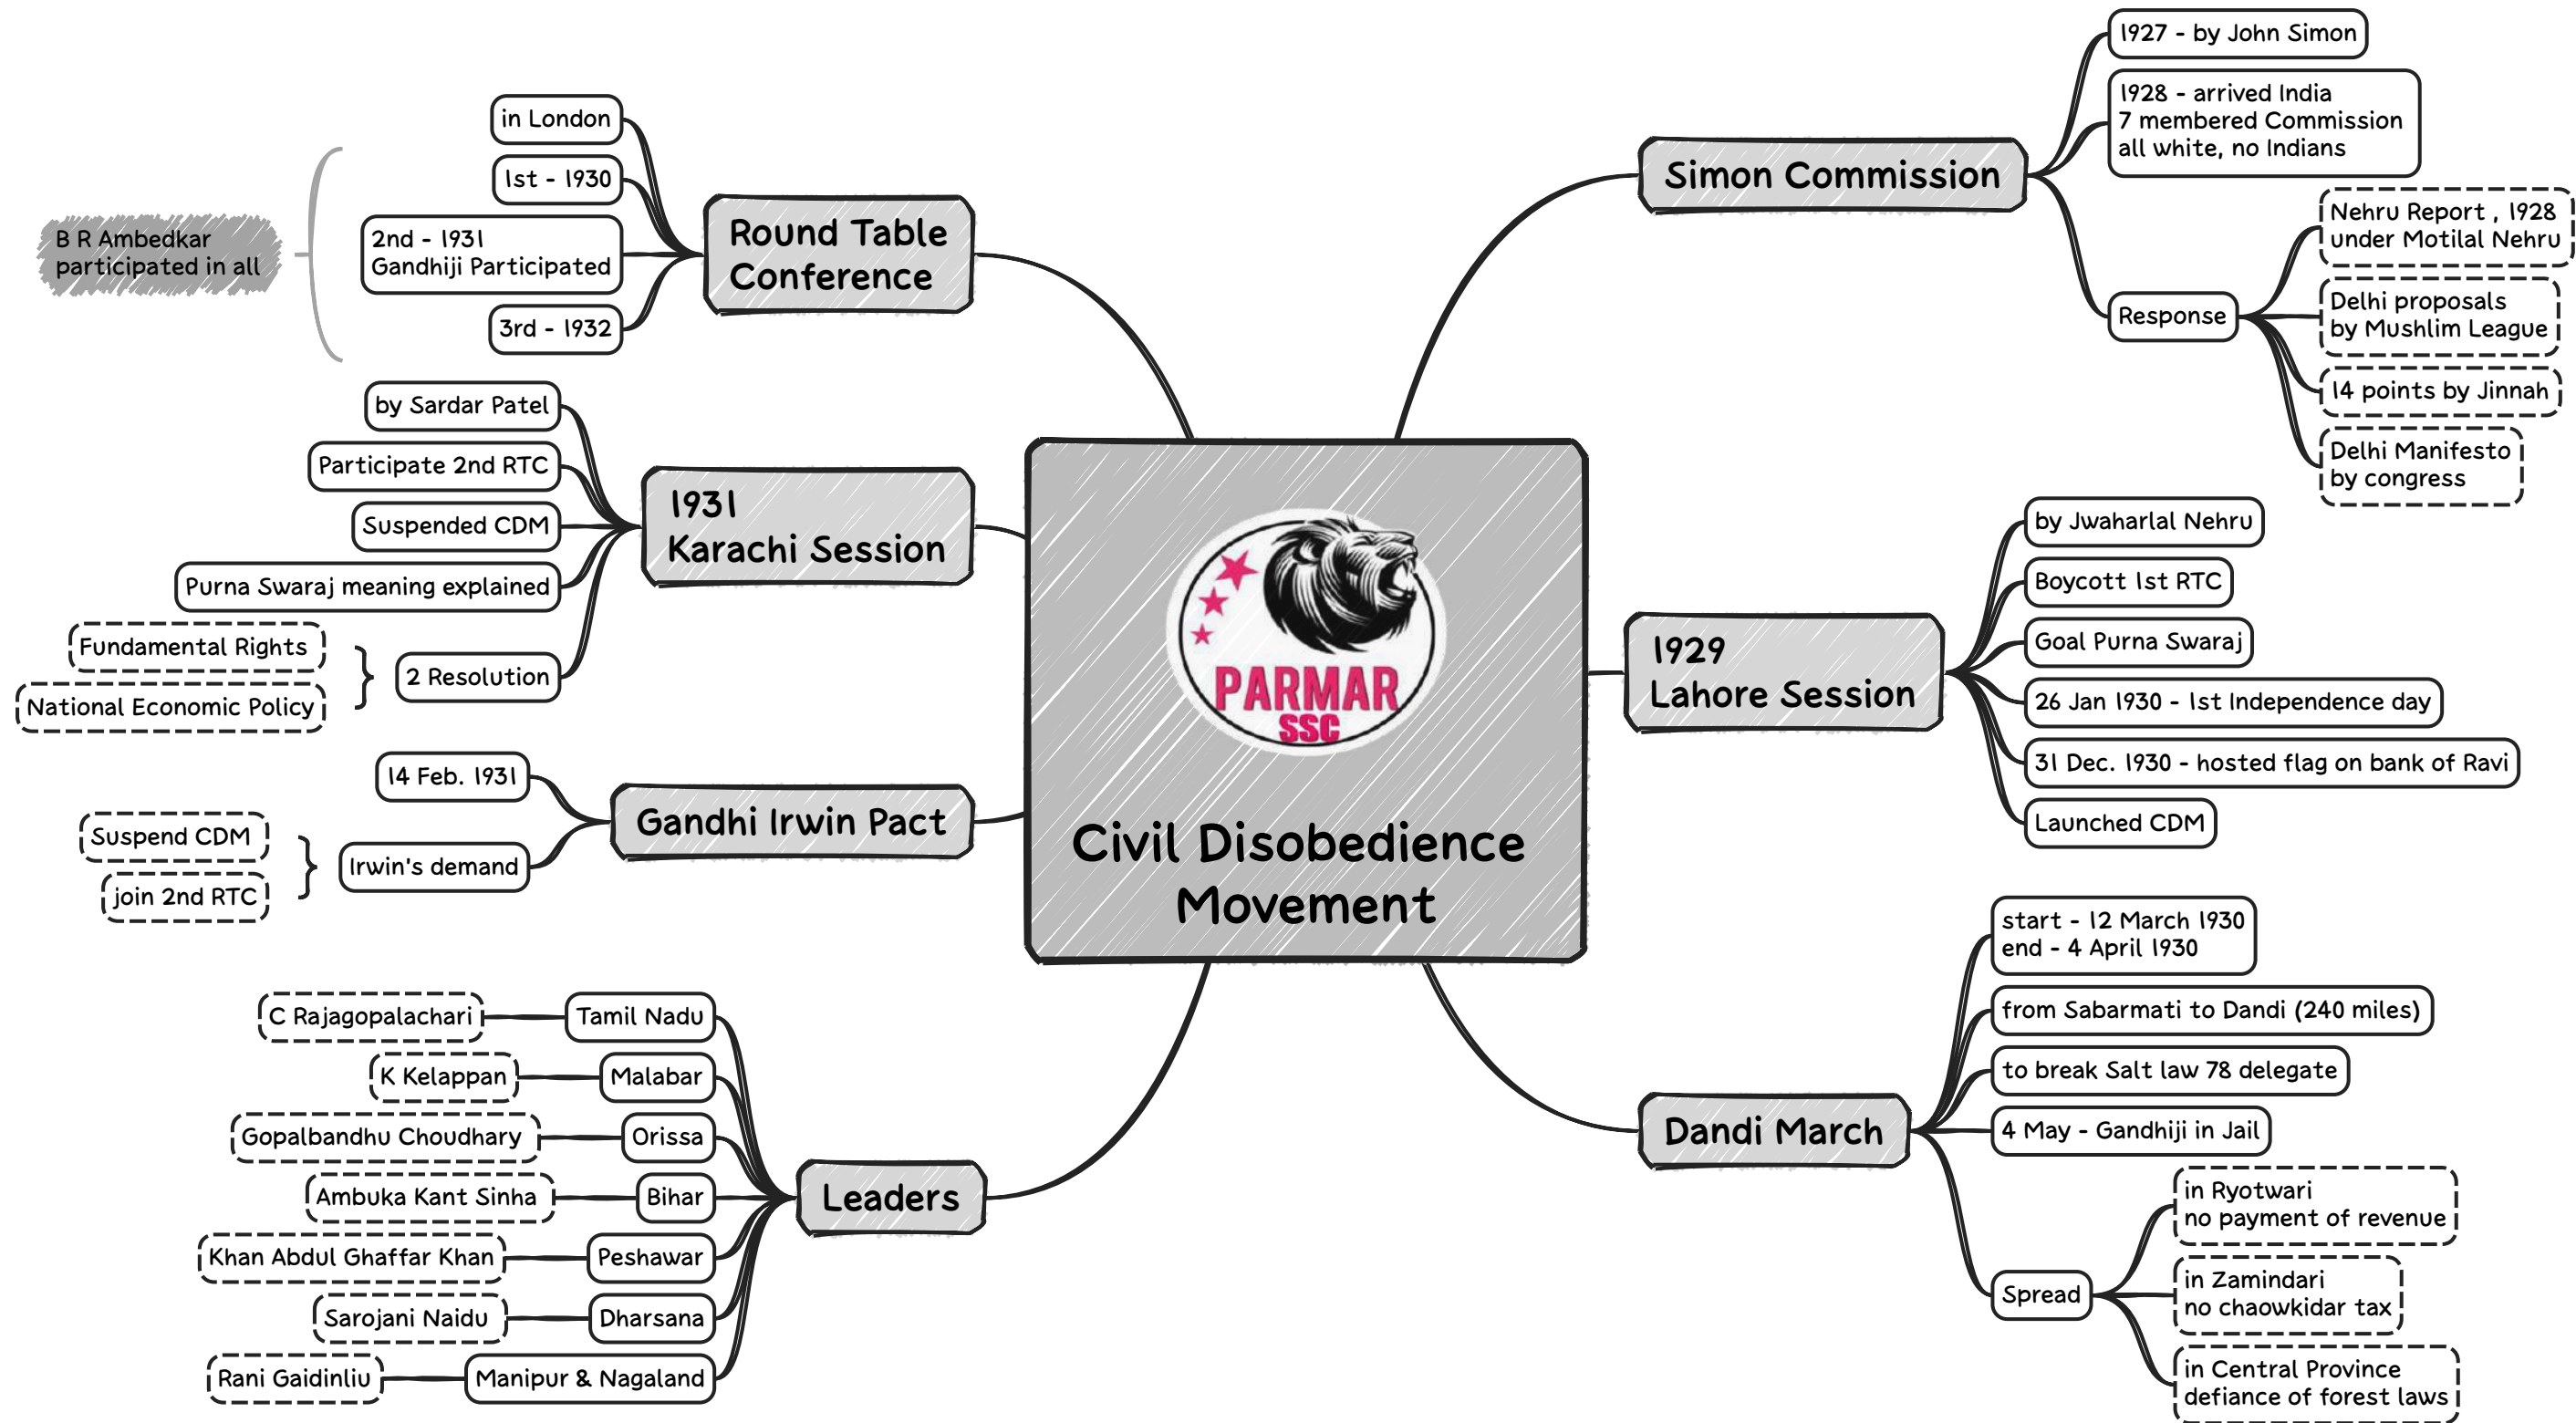 PARMAR
SSC
Civil Disobedience
Movement
Simon Commission
1927 - by John Simon
1928 - arrived India
7 membered Commission
all white, no Indians
Response
Nehru Report , 1928
under Motilal Nehru
Delhi proposals
by Mushlim League
14 points by Jinnah
Delhi Manifesto
by congress
1929
Lahore Session
by Jwaharlal Nehru
Boycott 1st RTC
Goal Purna Swaraj
26 Jan 1930 - 1st Independence day
31 Dec. 1930 - hosted flag on bank of Ravi
Launched CDM
Dandi March
start - 12 March 1930
end - 4 April 1930
from Sabarmati to Dandi (240 miles)
to break Salt law 78 delegate
4 May - Gandhiji in Jail
Spread
in Ryotwari
no payment of revenue
in Zamindari
no chaowkidar tax
in Central Province
defiance of forest laws
Round Table
Conference
in London
1st - 1930
2nd - 1931
Gandhiji Participated
3rd - 1932
B R Ambedkar
participated in all
1931
Karachi Session
by Sardar Patel
Participate 2nd RTC
Suspended CDM
Purna Swaraj meaning explained
2 Resolution
Fundamental Rights
National Economic Policy
Gandhi Irwin Pact
14 Feb. 1931
Irwin's demand
Suspend CDM
join 2nd RTC
Leaders
Tamil Nadu
C Rajagopalachari
Malabar
K Kelappan
Orissa
Gopalbandhu Choudhary
Bihar
Ambuka Kant Sinha
Peshawar
Khan Abdul Ghaffar Khan
Dharsana
Sarojani Naidu
Manipur & Nagaland
Rani Gaidinliu